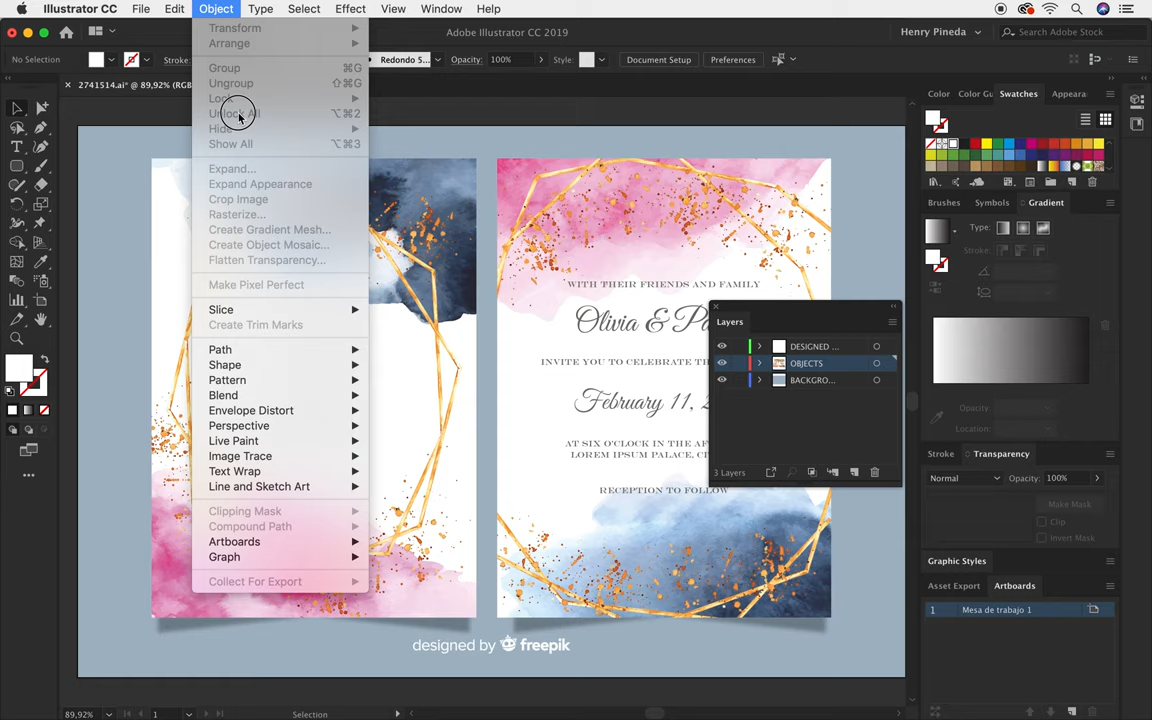 Illustrator CC File Edit Object Type Select Effect View Window Help
Adobe Illustrator CC 2019
Henry Pineda
Search Adobe Stock
No Selection
Stroke:
Redondo 5...
Opacity: 100%
Style:
Document Setup
Preferences
× 2741514.ai* @ 89,92% (RGB
Transform
Arrange
Group ⌘G
Ungroup ⇧⌘G
Lock
Unlock All ⌥⌘2
Hide
Show All ⌥⌘3
Expand...
Expand Appearance
Crop Image
Rasterize...
Create Gradient Mesh...
Create Object Mosaic...
Flatten Transparency...
Make Pixel Perfect
Slice
Create Trim Marks
Path
Shape
Pattern
Blend
Envelope Distort
Perspective
Live Paint
Image Trace
Text Wrap
Line and Sketch Art
Clipping Mask
Compound Path
Artboards
Graph
Collect For Export
WITH THEIR FRIENDS AND FAMILY
Olivia & Pa
INVITE YOU TO CELEBRATE TH
February 11, 2
AT SIX O'CLOCK IN THE AF
LOREM IPSUM PALACE, CI
RECEPTION TO FOLLOW
designed by freepik
Layers
DESIGNED ...
OBJECTS
BACKGRO...
3 Layers
Color Color Gu Swatches Appeara
Brushes Symbols Gradient
Type:
Stroke:
Opacity:
Location:
Stroke Transparency
Normal Opacity: 100%
Make Mask
Clip
Invert Mask
Graphic Styles
Asset Export Artboards
1 Mesa de trabajo 1
89,92% 1 Selection